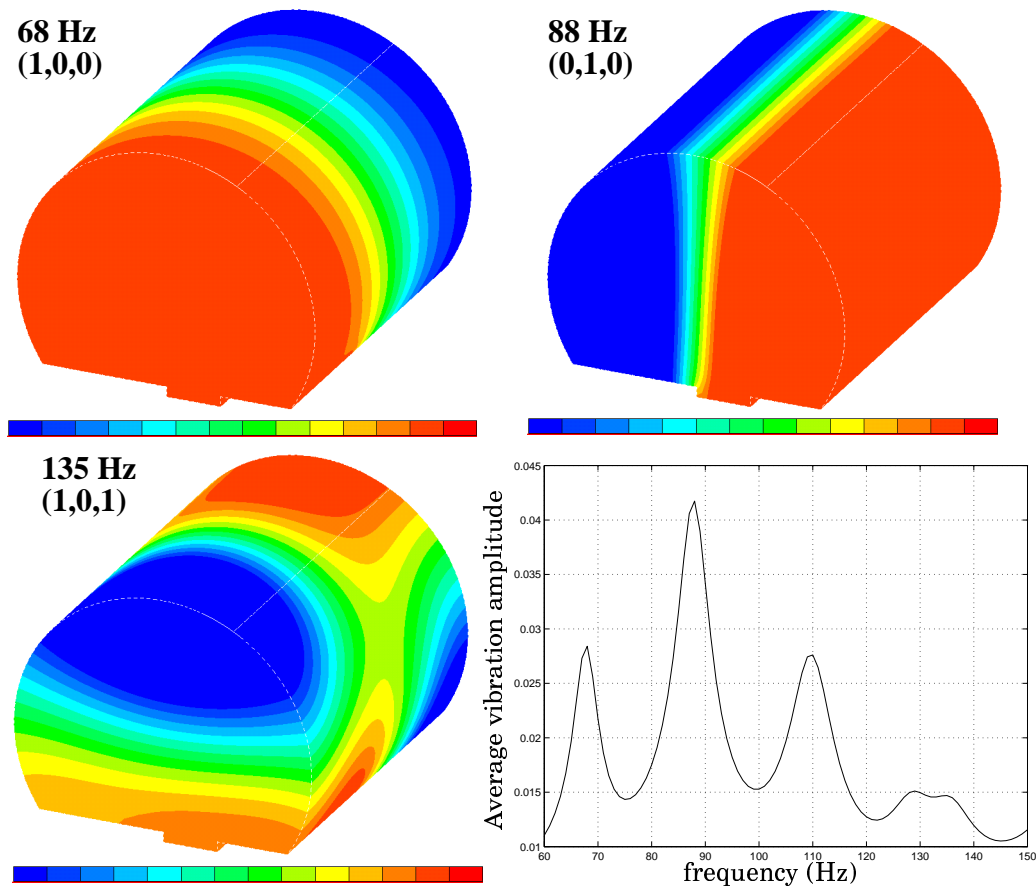 68 Hz
(1,0,0)
88 Hz
(0,1,0)
135 Hz
(1,0,1)
Average vibration amplitude
0.045
0.04
0.035
0.03
0.025
0.02
0.015
0.01
60 70 80 90 100 110 120 130 140 150
frequency (Hz)